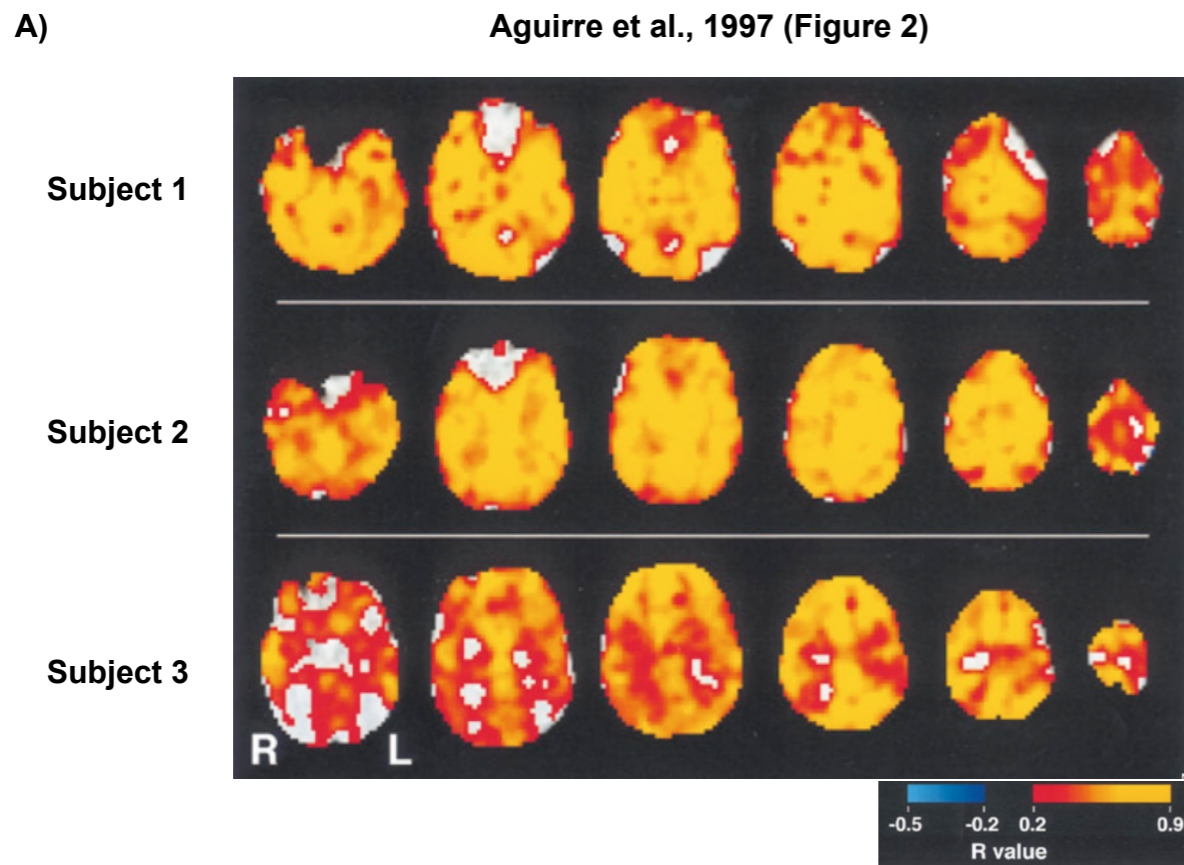 A)
Aguirre et al., 1997 (Figure 2)
Subject 1
Subject 2
Subject 3
R L
-0.5 -0.2 0.2 0.9
R value